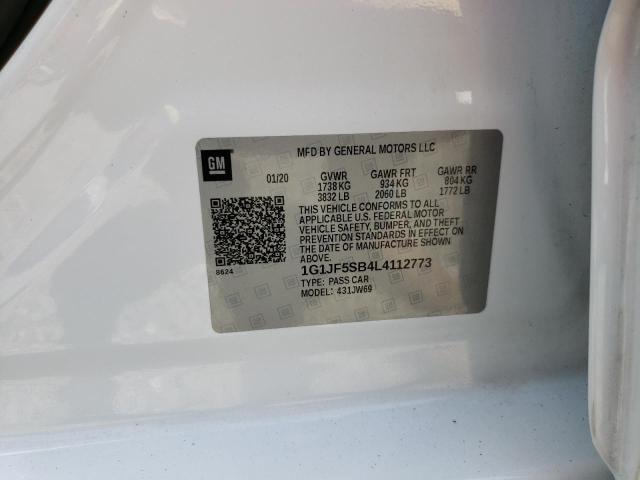 GM
MFD BY GENERAL MOTORS LLC
01/20 GVWR GAWR FRT GAWR RR
1738 KG 934 KG 804 KG
3832 LB 2060 LB 1772 LB
THIS VEHICLE CONFORMS TO ALL
APPLICABLE U.S. FEDERAL MOTOR
VEHICLE SAFETY, BUMPER, AND THEFT
PREVENTION STANDARDS IN EFFECT ON
THE DATE OF MANUFACTURE SHOWN
ABOVE.
8624
1G1JF5SB4L4112773
TYPE: PASS CAR
MODEL: 431JW69